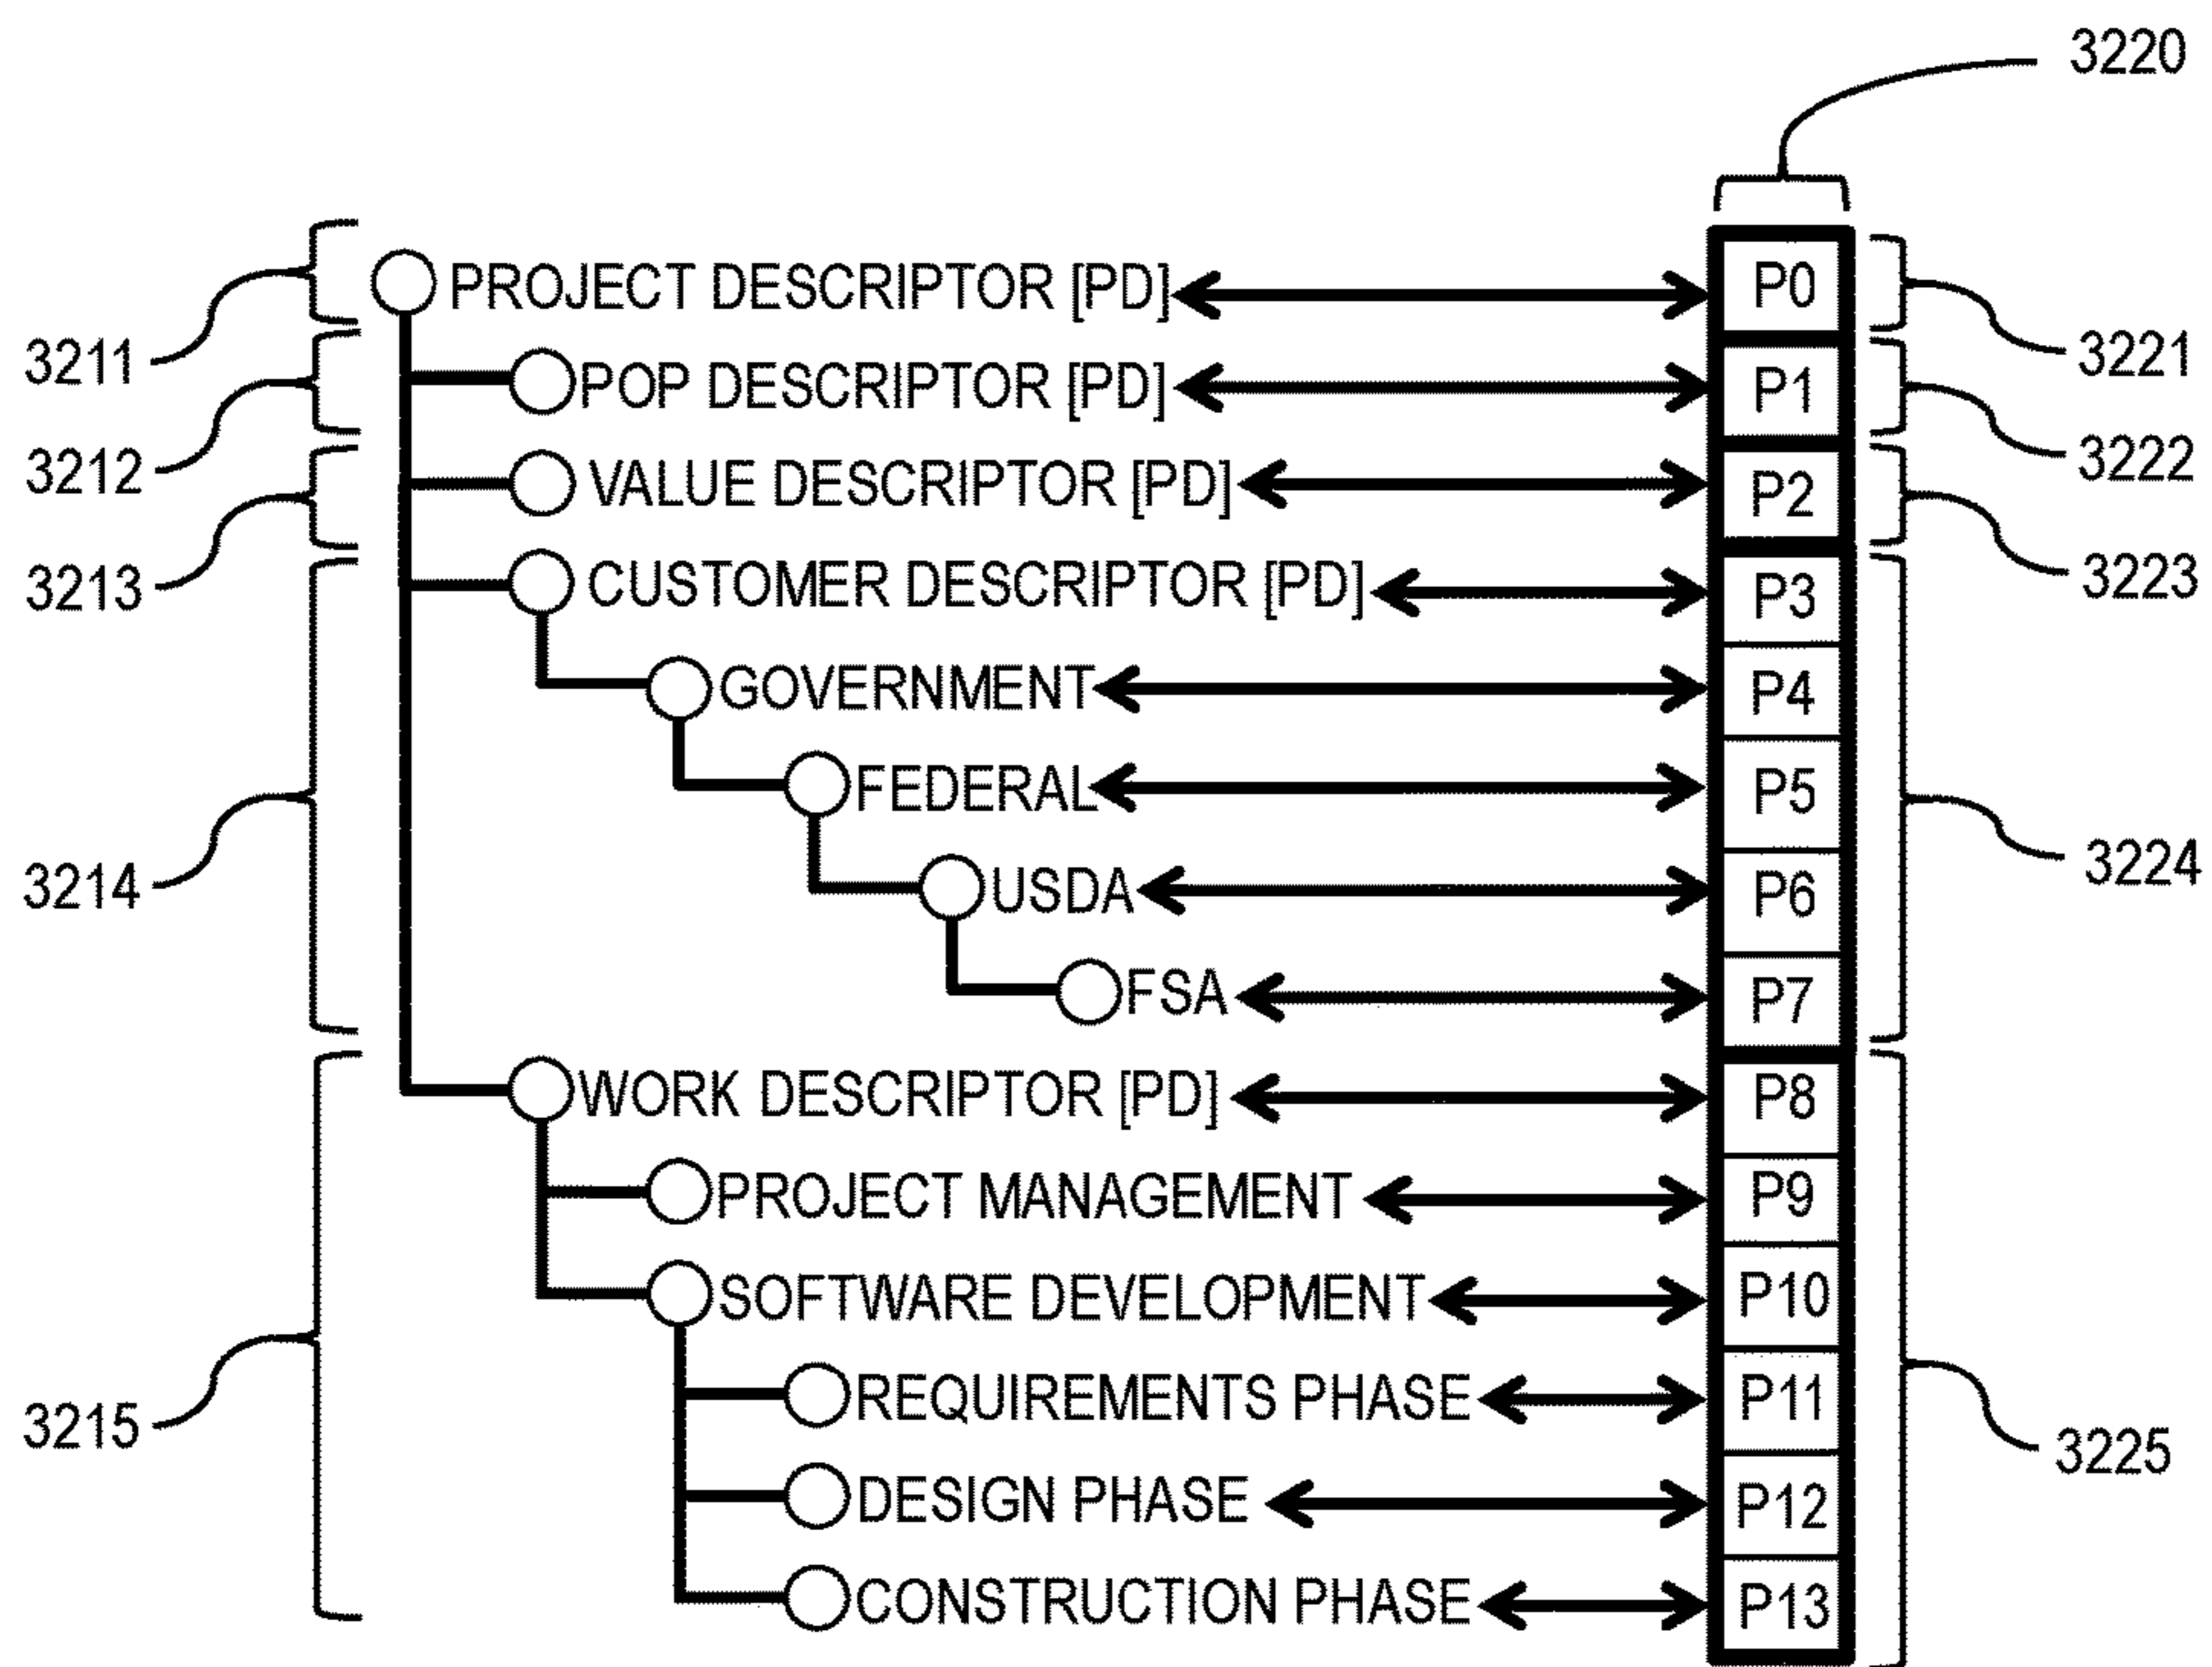 3220
PROJECT DESCRIPTOR [PD] P0
3211 3221
POP DESCRIPTOR [PD] P1
3212 3222
VALUE DESCRIPTOR [PD] P2
3213 3223
CUSTOMER DESCRIPTOR [PD] P3
GOVERNMENT P4
FEDERAL P5
3214 USDA P6 3224
FSA P7
WORK DESCRIPTOR [PD] P8
PROJECT MANAGEMENT P9
SOFTWARE DEVELOPMENT P10
REQUIREMENTS PHASE P11
3215 3225
DESIGN PHASE P12
CONSTRUCTION PHASE P13